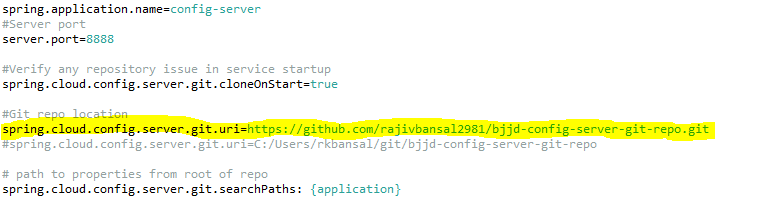 spring.application.name=config-server
#Server port
server.port=8888
#Verify any repository issue in service startup
spring.cloud.config.server.git.cloneOnStart=true
#Git repo location
spring.cloud.config.server.git.uri=https://github.com/rajivbansal2981/bjjd-config-server-git-repo.git
#spring.cloud.config.server.git.uri=C:/Users/rkbansal/git/bjjd-config-server-git-repo
# path to properties from root of repo
spring.cloud.config.server.git.searchPaths: {application}